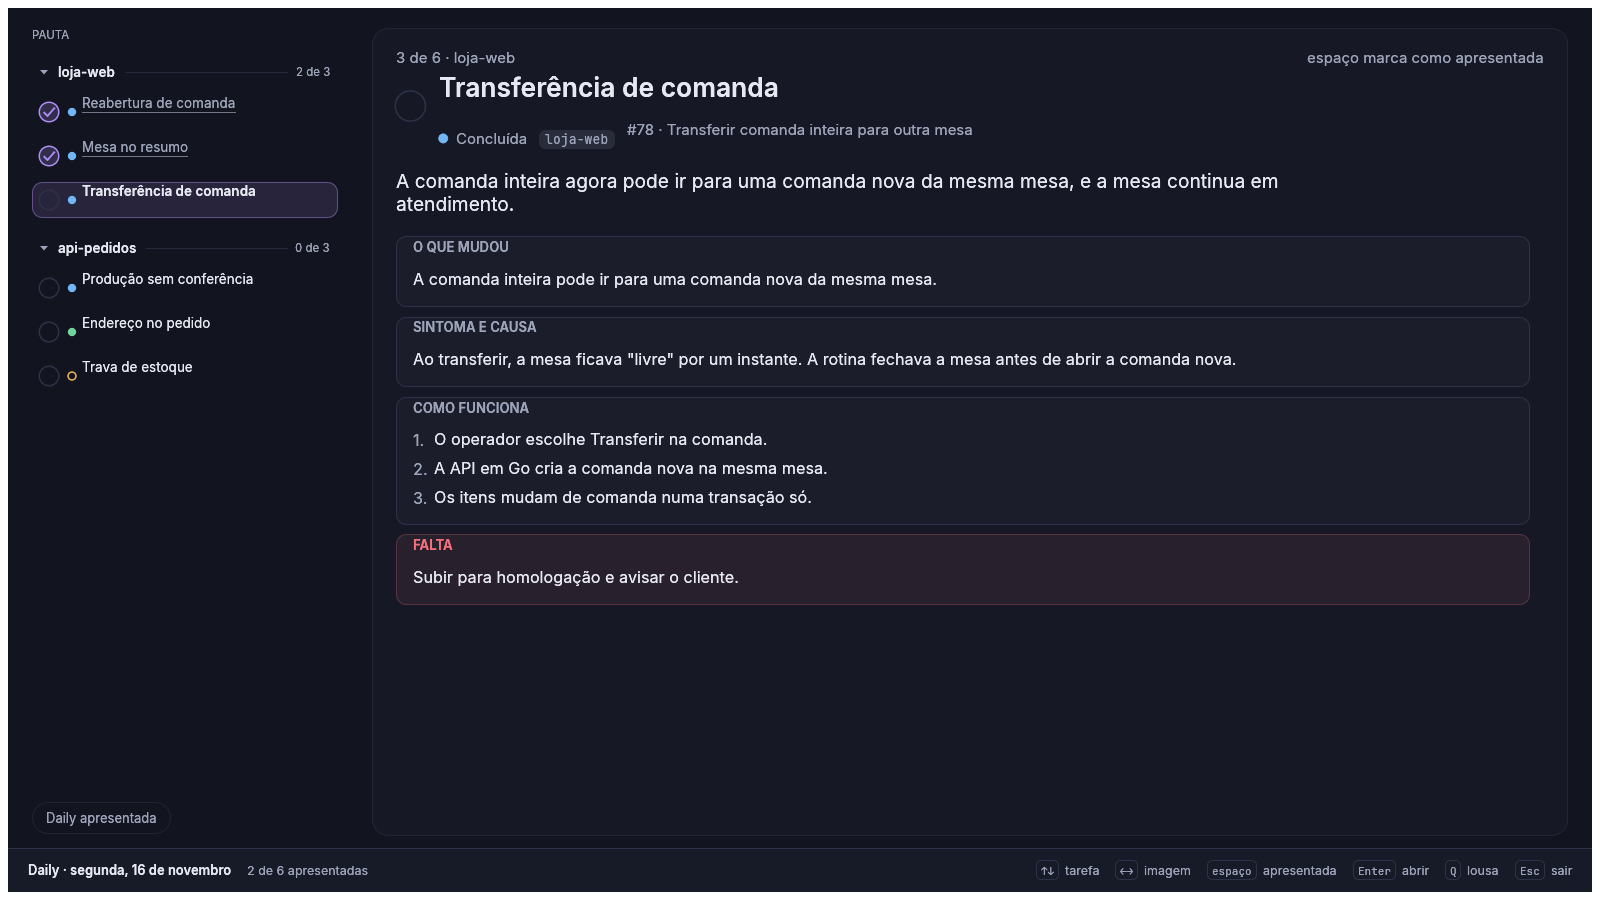 PAUTA
loja-web 2 de 3
Reabertura de comanda
Mesa no resumo
Transferência de comanda
api-pedidos 0 de 3
Produção sem conferência
Endereço no pedido
Trava de estoque
Daily apresentada
3 de 6 · loja-web
espaço marca como apresentada
Transferência de comanda
Concluída loja-web #78 · Transferir comanda inteira para outra mesa
A comanda inteira agora pode ir para uma comanda nova da mesma mesa, e a mesa continua em
atendimento.
O QUE MUDOU
A comanda inteira pode ir para uma comanda nova da mesma mesa.
SINTOMA E CAUSA
Ao transferir, a mesa ficava "livre" por um instante. A rotina fechava a mesa antes de abrir a comanda nova.
COMO FUNCIONA
1. O operador escolhe Transferir na comanda.
2. A API em Go cria a comanda nova na mesma mesa.
3. Os itens mudam de comanda numa transação só.
FALTA
Subir para homologação e avisar o cliente.
Daily · segunda, 16 de novembro 2 de 6 apresentadas
↑↓ tarefa ↔ imagem espaço apresentada Enter abrir Q lousa Esc sair